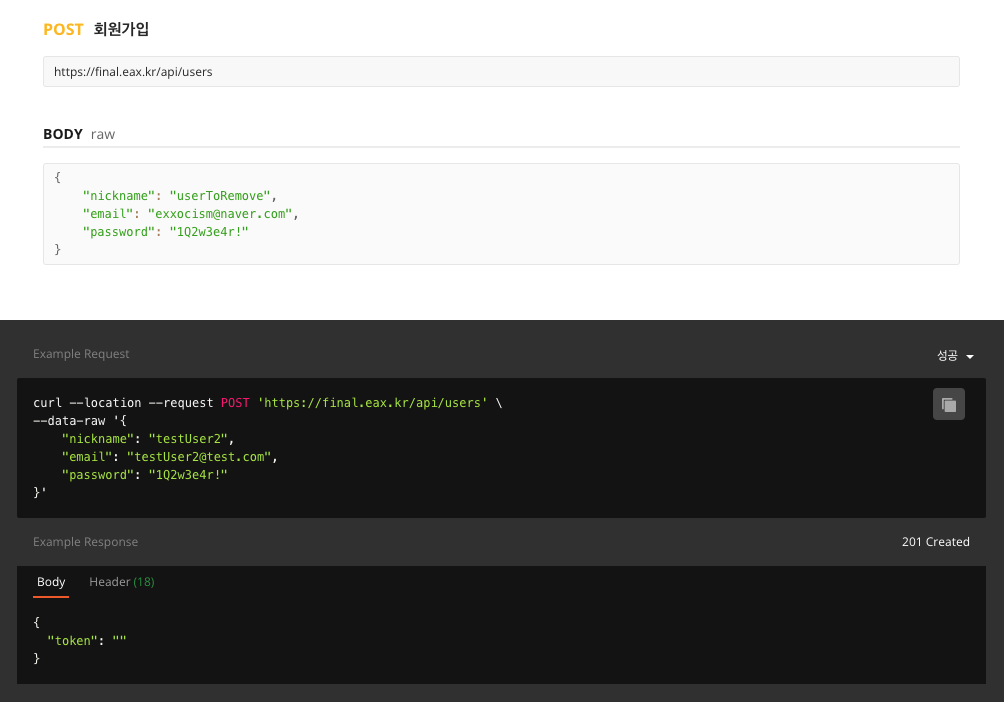 POST 회원가입
https://final.eax.kr/api/users
BODY raw
{
    "nickname": "userToRemove",
    "email": "exxocism@naver.com",
    "password": "1Q2w3e4r!"
}
Example Request
성공
curl --location --request POST 'https://final.eax.kr/api/users' \
--data-raw '{
    "nickname": "testUser2",
    "email": "testUser2@test.com",
    "password": "1Q2w3e4r!"
}'
Example Response
201 Created
Body Header (18)
{
  "token": ""
}